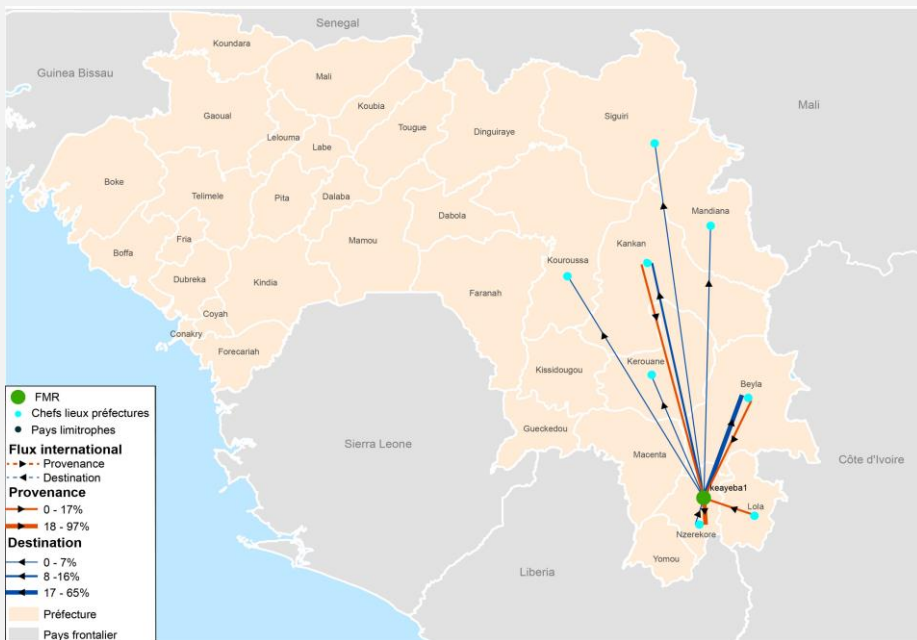 Senegal
Koundara
Guinea Bissau
Mali
Mali
Koubia
Gaoual
Siguiri
Tougue
Dinguiraye
Lelouma
Labe
Boke
Telimele
Pita
Dalaba
Mandiana
Dabola
Fria
Mamou
Kankan
Boffa
Kouroussa
Dubreka
Kindia
Faranah
Coyah
Conakry
Forecariah
Kerouane
Kissidougou
Beyla
Gueckedou
Sierra Leone
Macenta
Côte d'Ivoire
keayeba1
Lola
Nzerekore
Yomou
Liberia
FMR
Chefs lieux préfectures
Pays limitrophes
Flux international
Provenance
Destination
Provenance
0 - 17%
18 - 97%
Destination
0 - 7%
8 -16%
17 - 65%
Préfecture
Pays frontalier